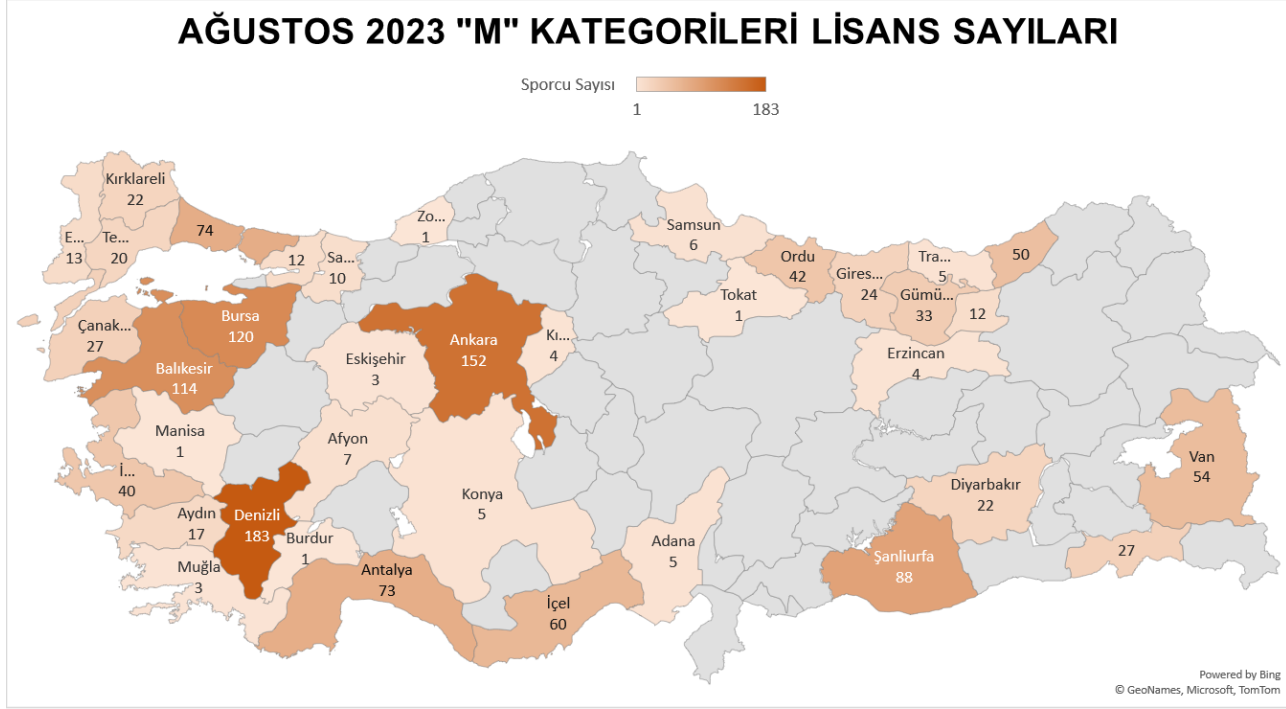 AĞUSTOS 2023 "M" KATEGORİLERİ LİSANS SAYILARI
Sporcu Sayısı
1 183
Kırklareli
22
E...
13
Te...
20
74
12
Sa...
10
Zo...
1
Samsun
6
Ordu
42
Gires...
24
Tra...
5
50
Gümü...
33
12
Tokat
1
Çanak...
27
Bursa
120
Balıkesir
114
Eskişehir
3
Ankara
152
Kı...
4
Erzincan
4
Manisa
1
Afyon
7
İ...
40
Konya
5
Van
54
Diyarbakır
22
Aydın
17
Denizli
183
Burdur
1
Adana
5
27
Şanlıurfa
88
Muğla
3
Antalya
73
İçel
60
Powered by Bing
© GeoNames, Microsoft, TomTom